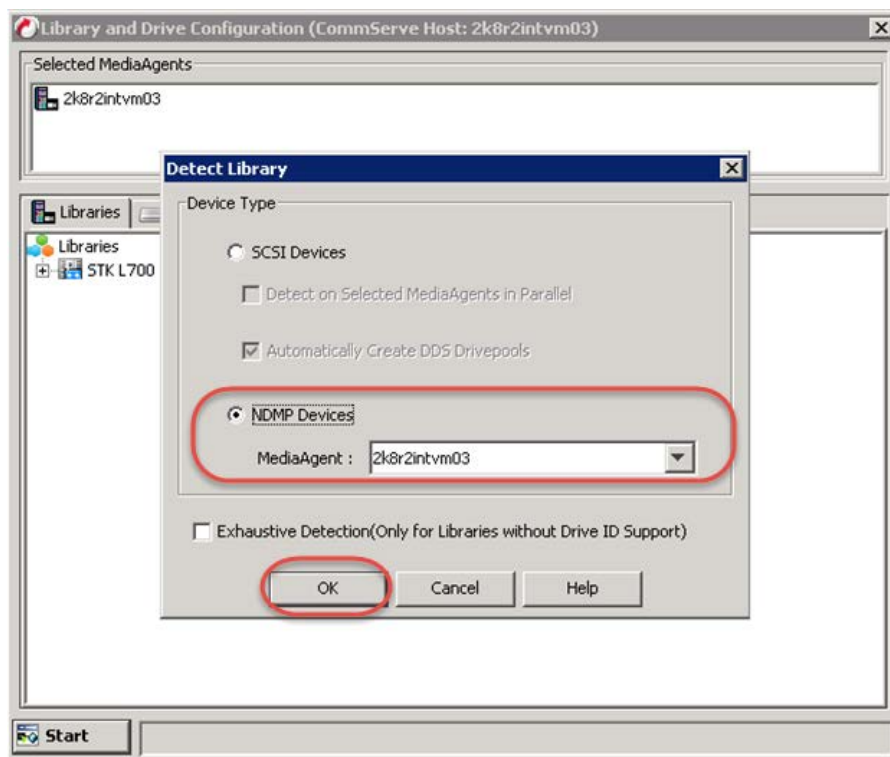 Library and Drive Configuration (CommServe Host: 2k8r2intvm03)
Selected MediaAgents
2k8r2intvm03
Detect Library
Device Type
Libraries
SCSI Devices
Libraries
STK L700
Detect on Selected MediaAgents in Parallel
Automatically Create DDS Drivepools
NDMP Devices
MediaAgent : 2k8r2intvm03
Exhaustive Detection(Only for Libraries without Drive ID Support)
OK Cancel Help
Start